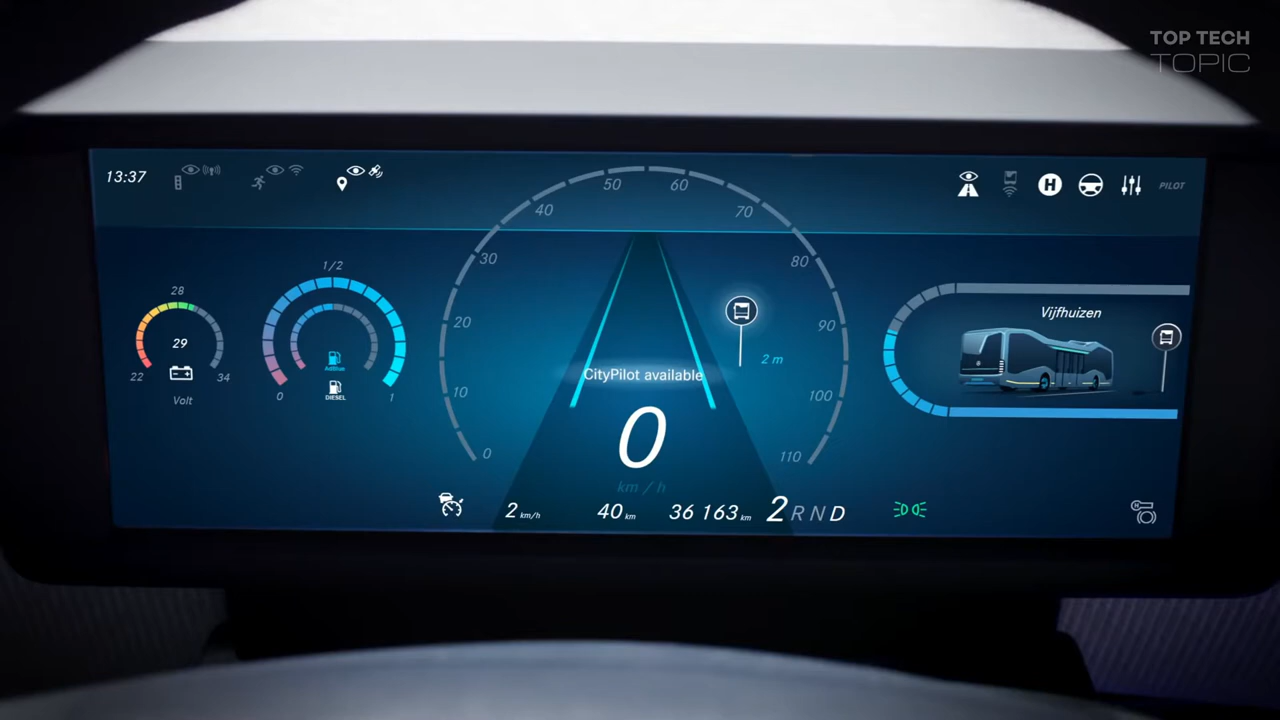 TOP TECH
TOPIC
13:37
H
PILOT
50 60
40 70
30 80
20 90
10 100
0 110
28
29
22 34
Volt
1/2
AdBlue
DIESEL
0 1
Vijfhuizen
2 m
CityPilot available
0
km / h
2 km/h 40 km 36 163 km 2 R N D